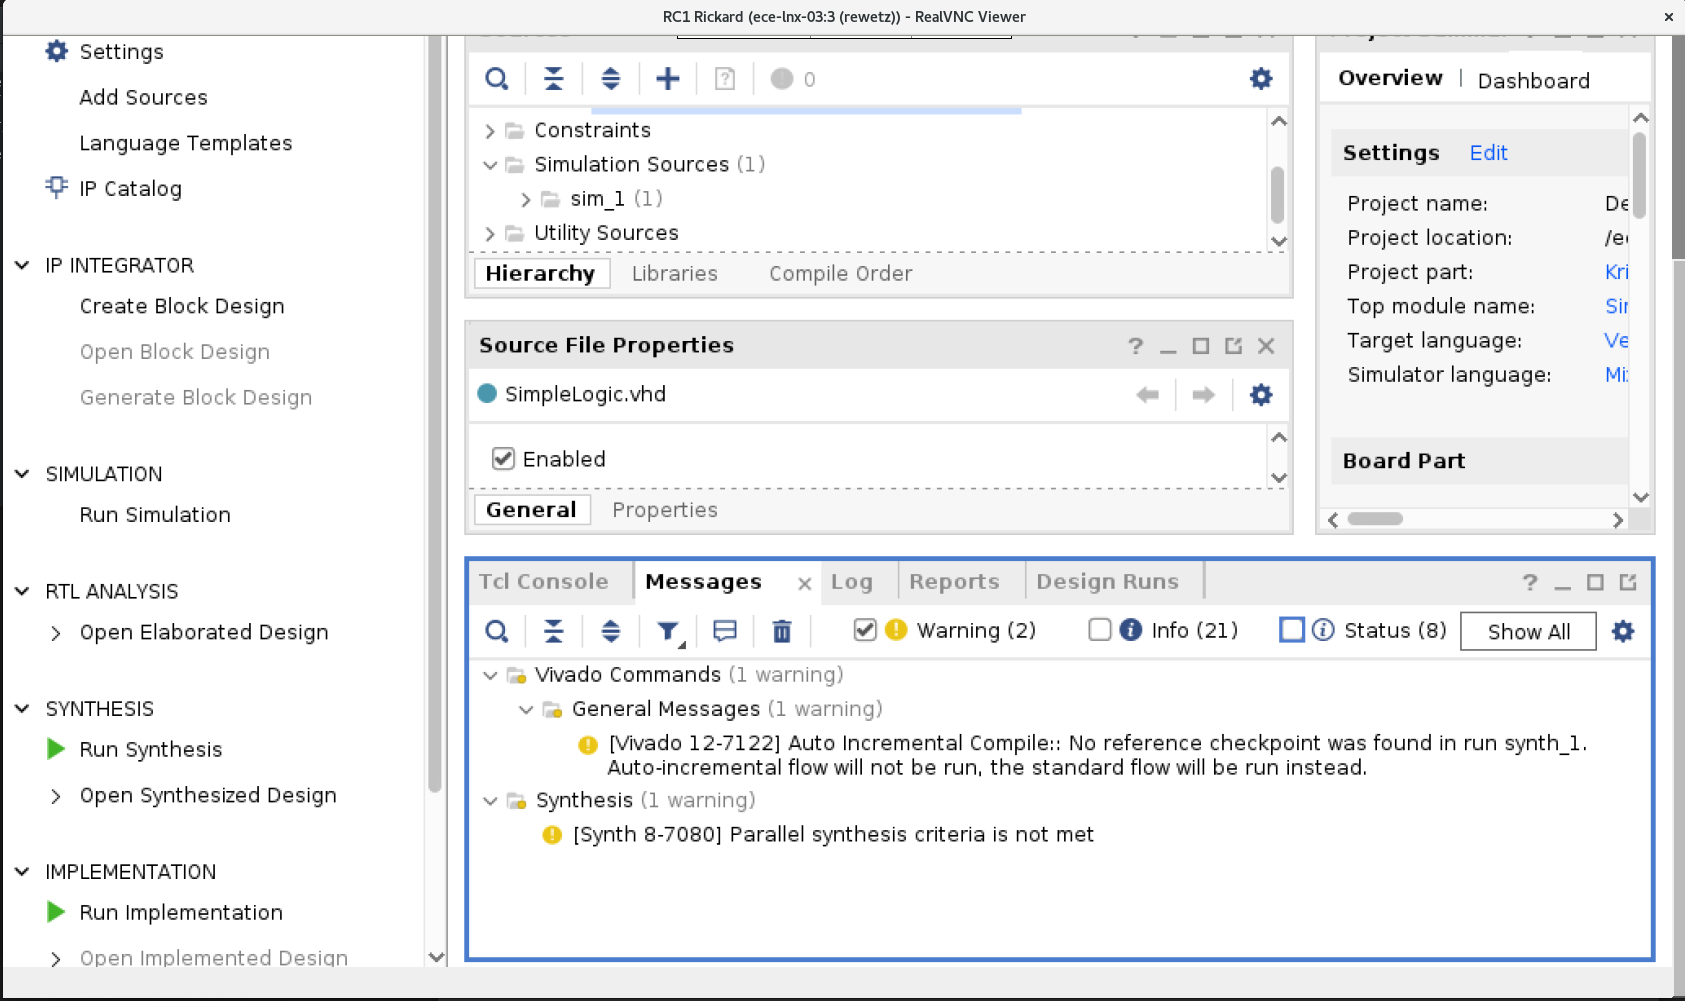 RC1 Rickard (ece-lnx-03:3 (rewetz)) - RealVNC Viewer
Settings
Add Sources
Language Templates
IP Catalog
IP INTEGRATOR
Create Block Design
Open Block Design
Generate Block Design
SIMULATION
Run Simulation
RTL ANALYSIS
Open Elaborated Design
SYNTHESIS
Run Synthesis
Open Synthesized Design
IMPLEMENTATION
Run Implementation
Open Implemented Design
0
Constraints
Simulation Sources (1)
sim_1 (1)
Utility Sources
Hierarchy Libraries Compile Order
Source File Properties
SimpleLogic.vhd
Enabled
General Properties
Overview | Dashboard
Settings Edit
Project name: De
Project location: /e
Project part: Kri
Top module name: Sir
Target language: Ve
Simulator language: Mi
Board Part
Tcl Console Messages Log Reports Design Runs
Warning (2) Info (21) Status (8) Show All
Vivado Commands (1 warning)
General Messages (1 warning)
[Vivado 12-7122] Auto Incremental Compile:: No reference checkpoint was found in run synth_1.
Auto-incremental flow will not be run, the standard flow will be run instead.
Synthesis (1 warning)
[Synth 8-7080] Parallel synthesis criteria is not met